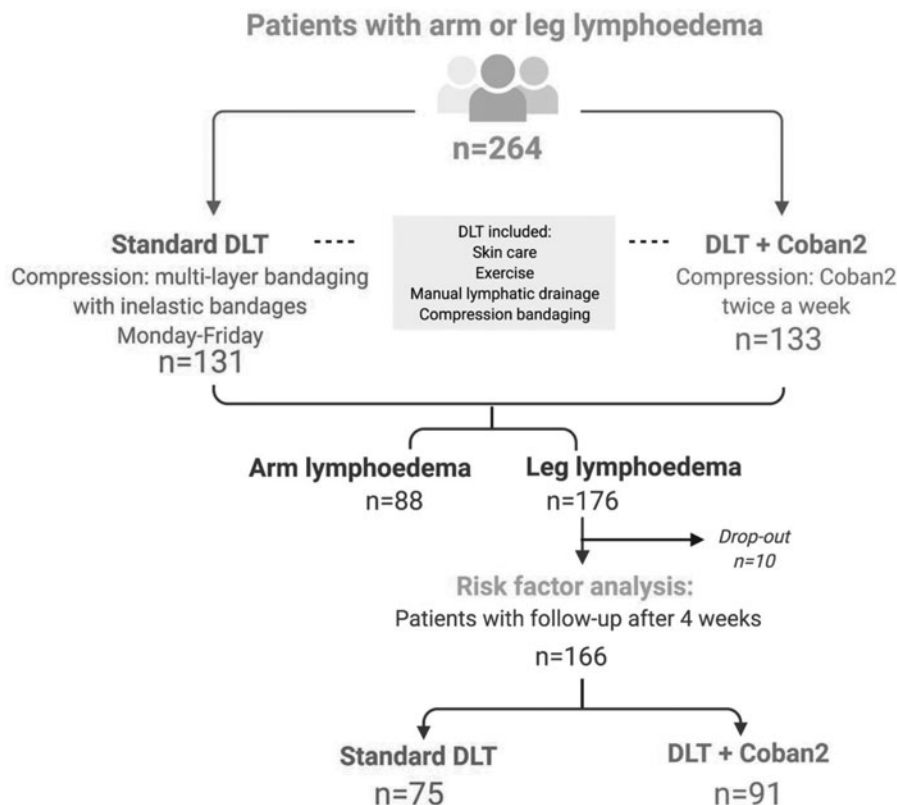 Patients with arm or leg lymphoedema
n=264
Standard DLT
Compression: multi-layer bandaging
with inelastic bandages
Monday-Friday
n=131
DLT included:
Skin care
Exercise
Manual lymphatic drainage
Compression bandaging
DLT + Coban2
Compression: Coban2
twice a week
n=133
Arm lymphoedema
n=88
Leg lymphoedema
n=176
Drop-out
n=10
Risk factor analysis:
Patients with follow-up after 4 weeks
n=166
Standard DLT
n=75
DLT + Coban2
n=91